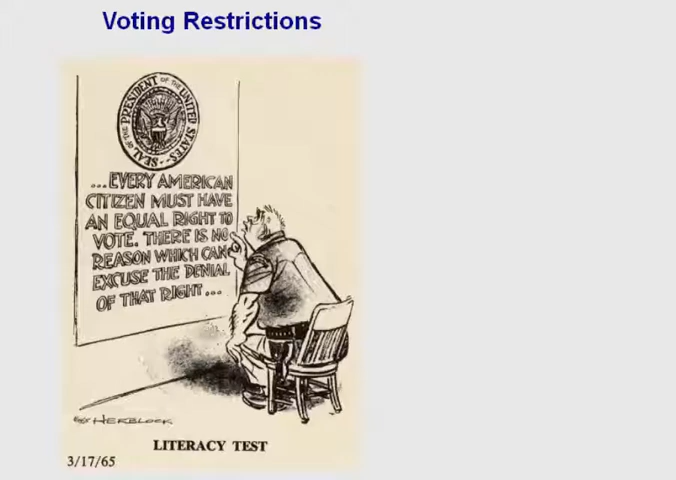 Voting Restrictions
SEAL OF THE PRESIDENT OF THE UNITED STATES
...EVERY AMERICAN
CITIZEN MUST HAVE
AN EQUAL RIGHT TO
VOTE. THERE IS NO
REASON WHICH CAN
EXCUSE THE DENIAL
OF THAT RIGHT...
HERBLOCK
LITERACY TEST
3/17/65